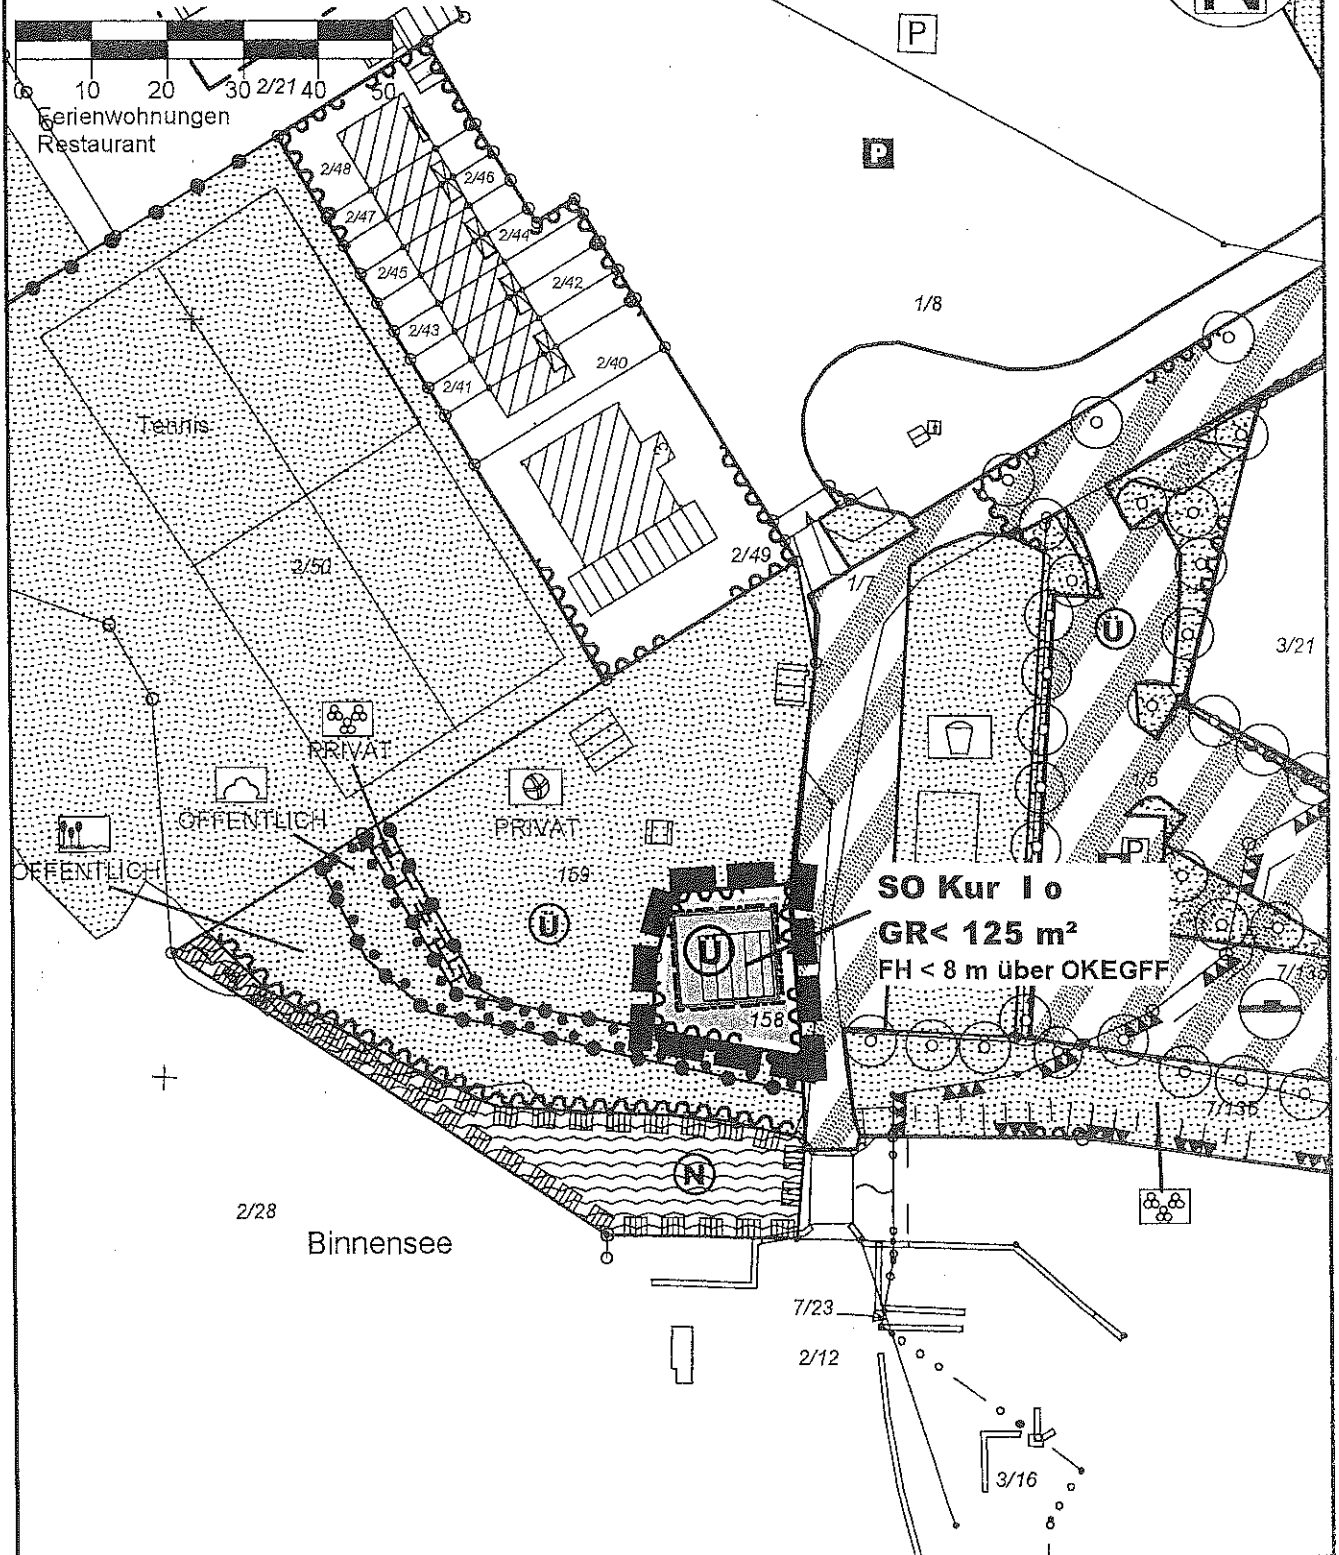 P
0 10 20 30 40 50
2/21
Ferienwohnungen
Restaurant
P
2/48
2/46
2/47
2/44
2/45
2/42
1/8
2/43
2/40
2/41
Tennis
2/49
2/50
1/7
Ü
3/21
PRIVAT
1/5
ÖFFENTLICH
PRIVAT
P
ÖFFENTLICH
159
SO Kur I o
Ü
Ü
GR< 125 m²
FH < 8 m über OKEGFF
7/136
158
7/136
N
2/28
Binnensee
7/23
2/12
3/16